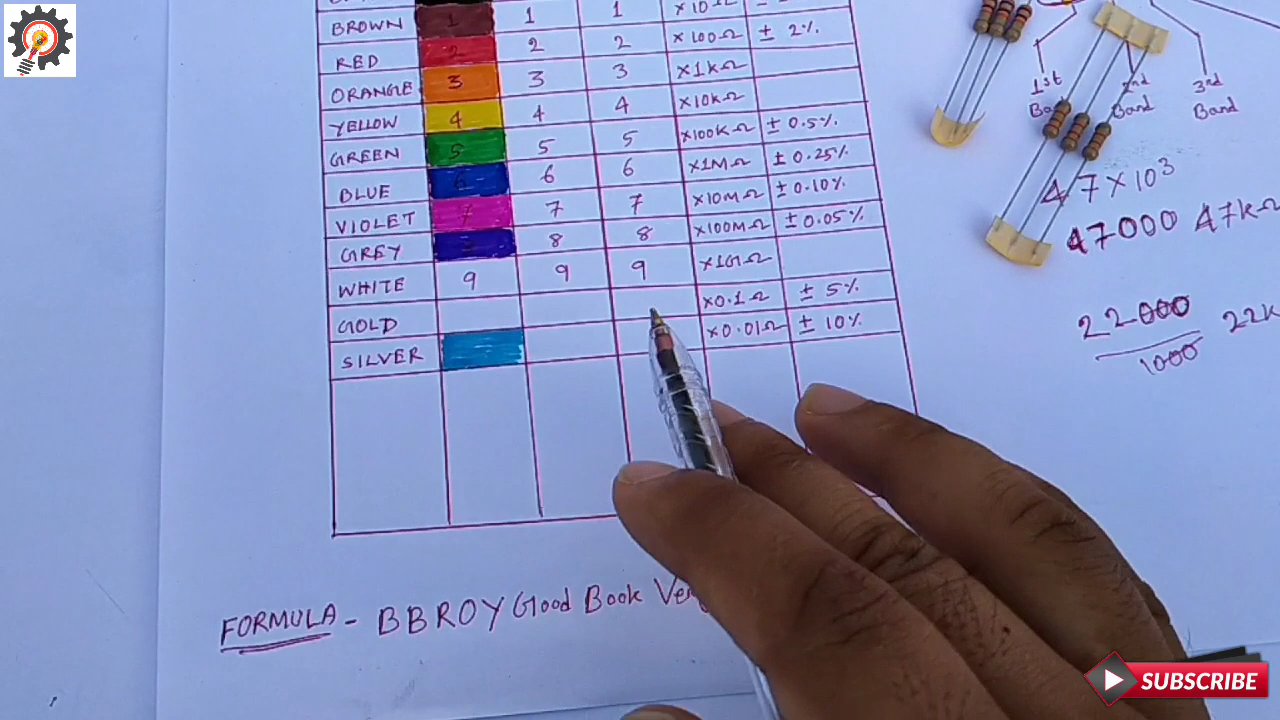 BROWN 1 1 1 ×10Ω
RED 2 2 2 ×100Ω ± 2%
ORANGE 3 3 3 ×1kΩ
YELLOW 4 4 4 ×10kΩ
GREEN 5 5 5 ×100kΩ ± 0.5%
BLUE 6 6 6 ×1MΩ ± 0.25%
VIOLET 7 7 7 ×10MΩ ± 0.10%
GREY 8 8 ×100MΩ ± 0.05%
WHITE 9 9 9 ×1GΩ
GOLD ×0.1Ω ± 5%
SILVER ×0.01Ω ± 10%
FORMULA - BBROY Good Book
1st Band
2nd Band
3rd Band
47×10³
47000 47kΩ
22000
1000
22k
SUBSCRIBE